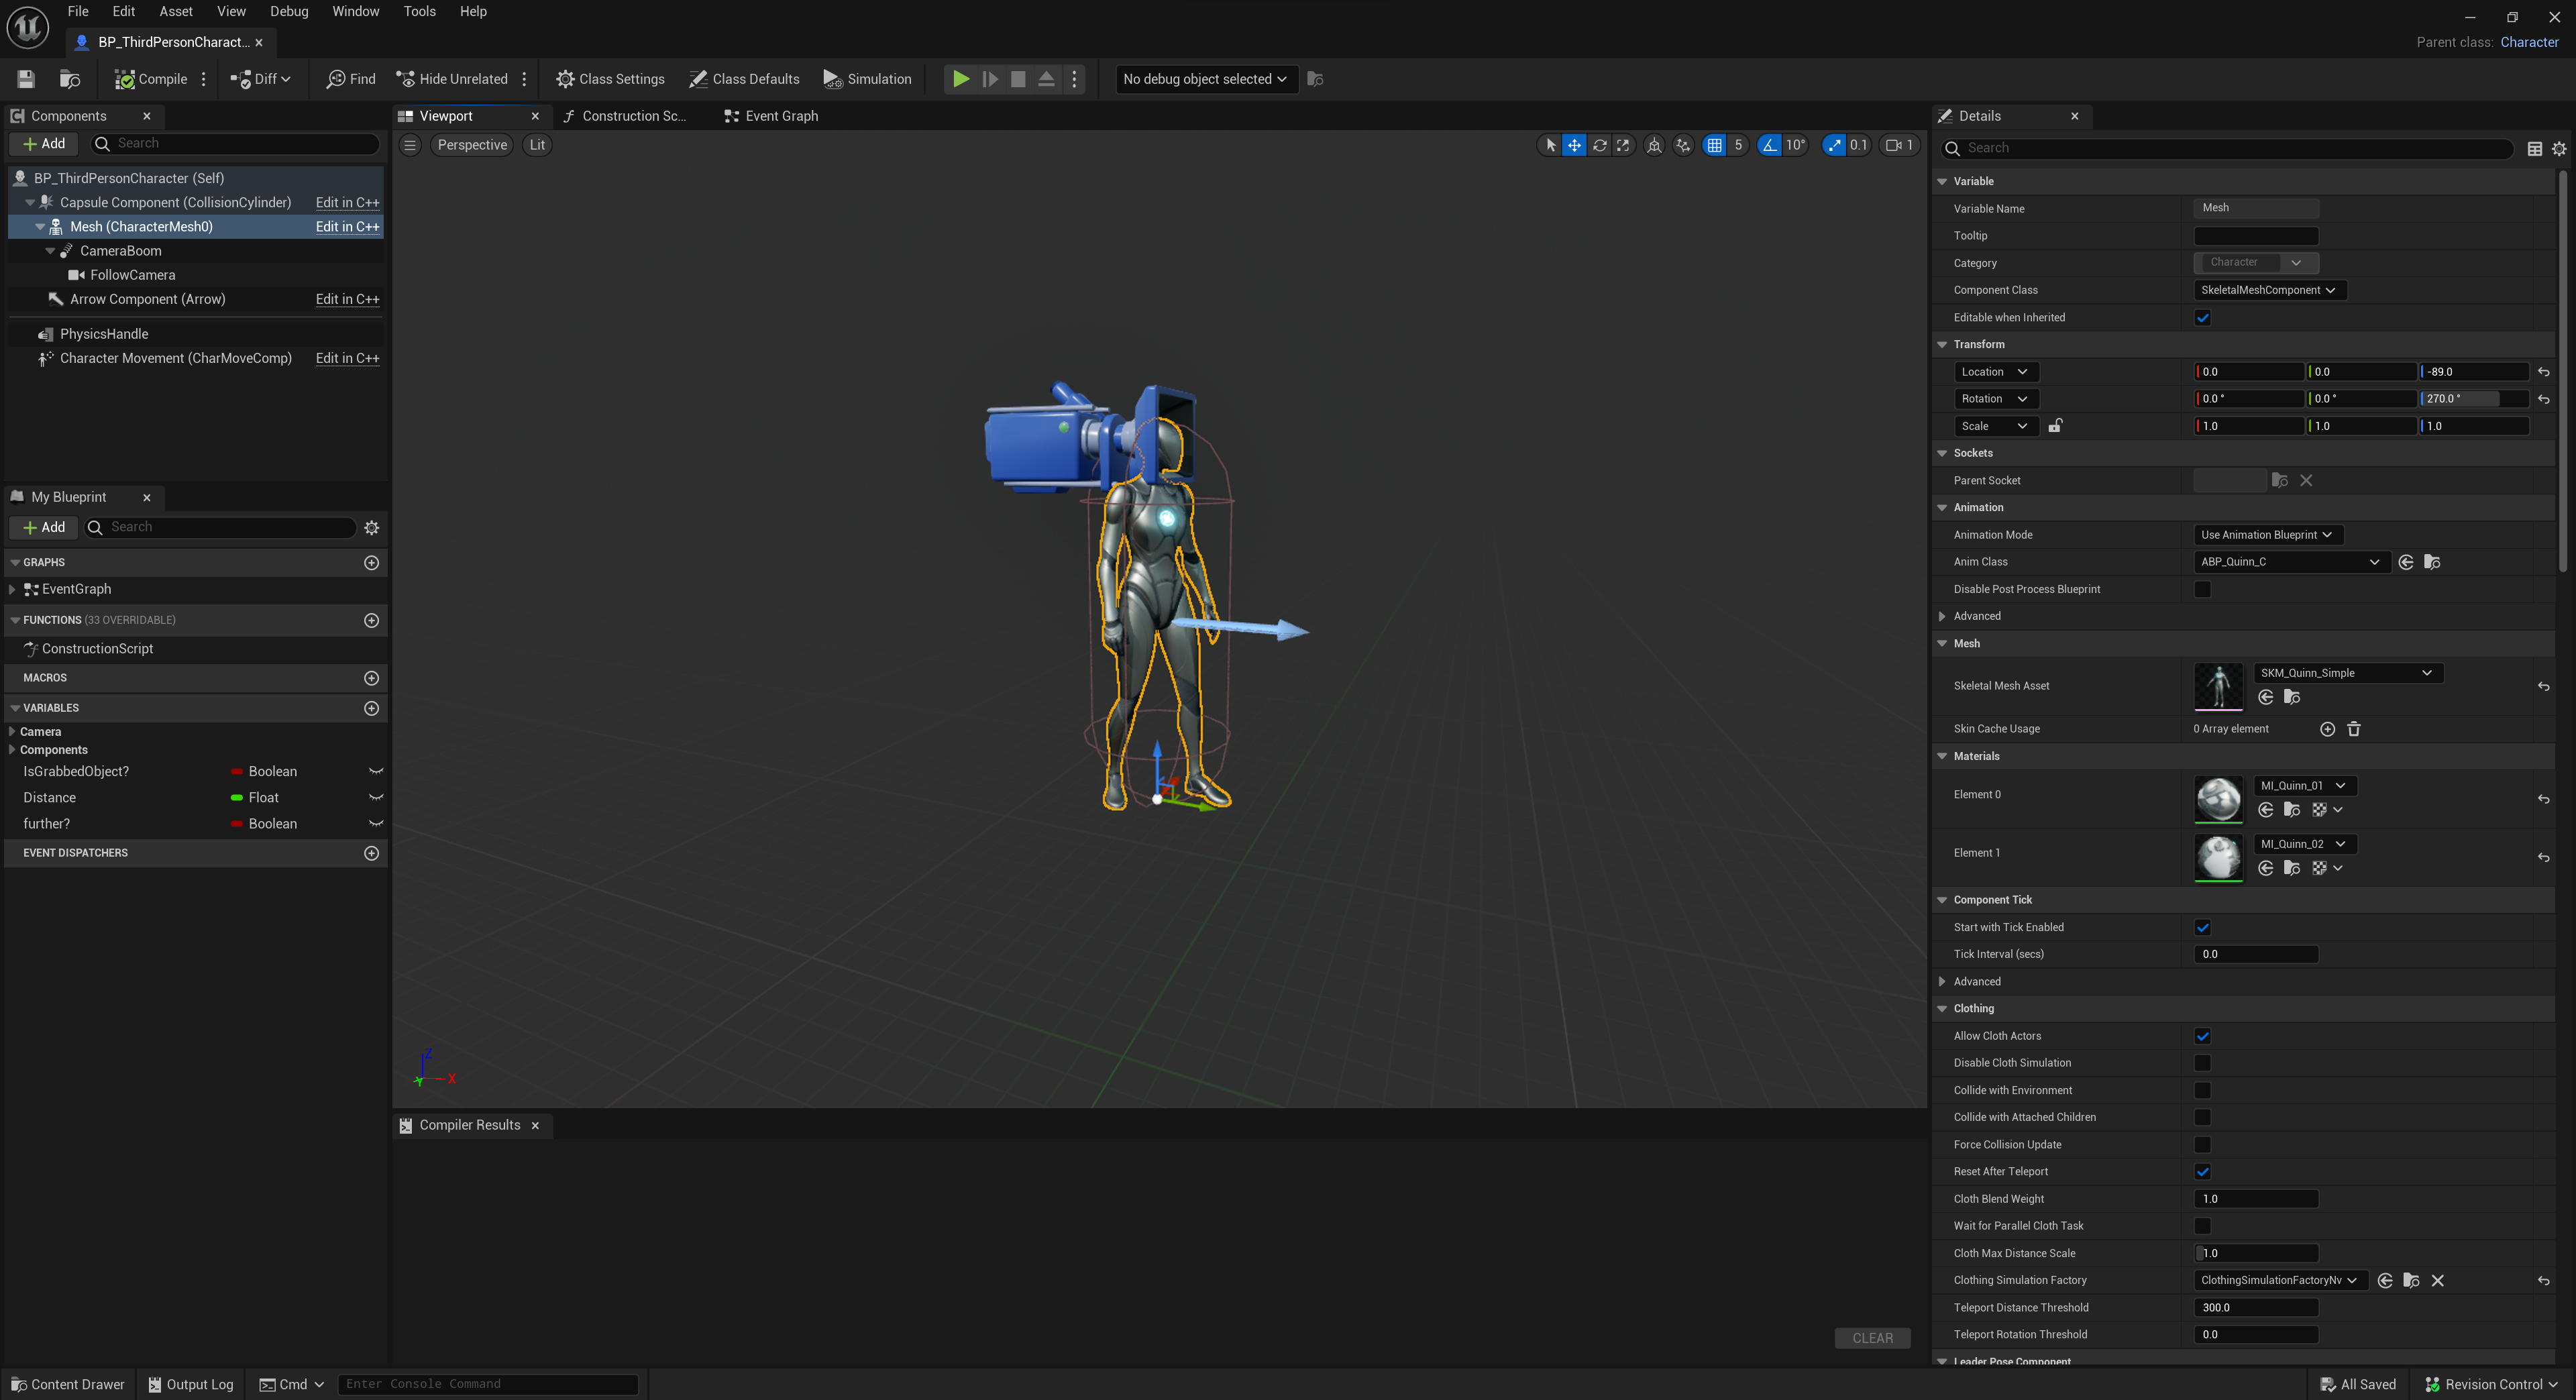 File Edit Asset View Debug Window Tools Help
BP_ThirdPersonCharact...
Parent class: Character
Compile Diff Find Hide Unrelated Class Settings Class Defaults Simulation No debug object selected
Components
Add Search
BP_ThirdPersonCharacter (Self)
Capsule Component (CollisionCylinder) Edit in C++
Mesh (CharacterMesh0) Edit in C++
CameraBoom
FollowCamera
Arrow Component (Arrow) Edit in C++
PhysicsHandle
Character Movement (CharMoveComp) Edit in C++
My Blueprint
Add Search
GRAPHS
EventGraph
FUNCTIONS (33 OVERRIDABLE)
ConstructionScript
MACROS
VARIABLES
Camera
Components
IsGrabbedObject? Boolean
Distance Float
further? Boolean
EVENT DISPATCHERS
Viewport Construction Sc... Event Graph
Perspective Lit 5 10° 0.1 1
Z
Y X
Compiler Results
CLEAR
Details
Search
Variable
Variable Name Mesh
Tooltip
Category Character
Component Class SkeletalMeshComponent
Editable when Inherited
Transform
Location 0.0 0.0 -89.0
Rotation 0.0 ° 0.0 ° 270.0 °
Scale 1.0 1.0 1.0
Sockets
Parent Socket
Animation
Animation Mode Use Animation Blueprint
Anim Class ABP_Quinn_C
Disable Post Process Blueprint
Advanced
Mesh
Skeletal Mesh Asset SKM_Quinn_Simple
Skin Cache Usage 0 Array element
Materials
Element 0 MI_Quinn_01
Element 1 MI_Quinn_02
Component Tick
Start with Tick Enabled
Tick Interval (secs) 0.0
Advanced
Clothing
Allow Cloth Actors
Disable Cloth Simulation
Collide with Environment
Collide with Attached Children
Force Collision Update
Reset After Teleport
Cloth Blend Weight 1.0
Wait for Parallel Cloth Task
Cloth Max Distance Scale 1.0
Clothing Simulation Factory ClothingSimulationFactoryNv
Teleport Distance Threshold 300.0
Teleport Rotation Threshold 0.0
Leader Pose Component
Content Drawer Output Log Cmd Enter Console Command All Saved Revision Control